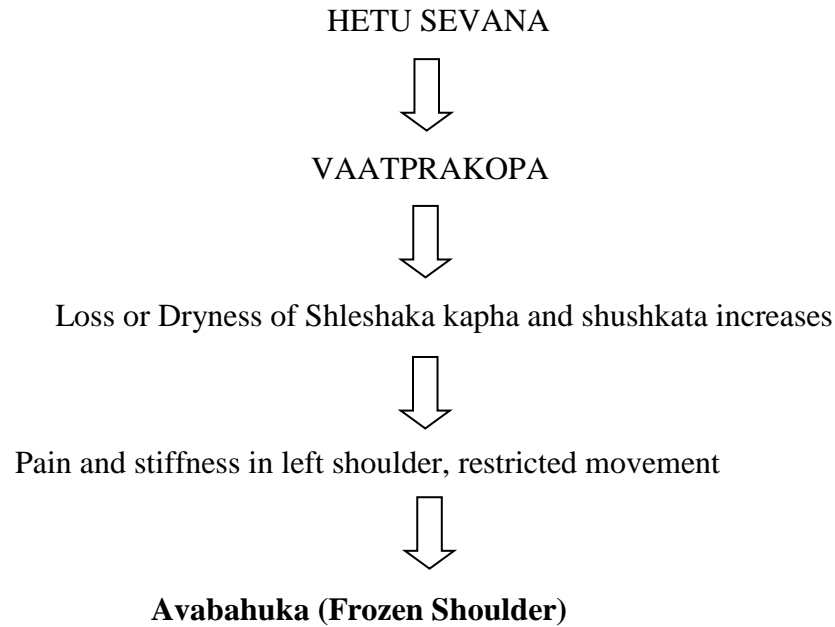 HETU SEVANA
VAATPRAKOPA
Loss or Dryness of Shleshaka kapha and shushkata increases
Pain and stiffness in left shoulder, restricted movement
Avabahuka (Frozen Shoulder)